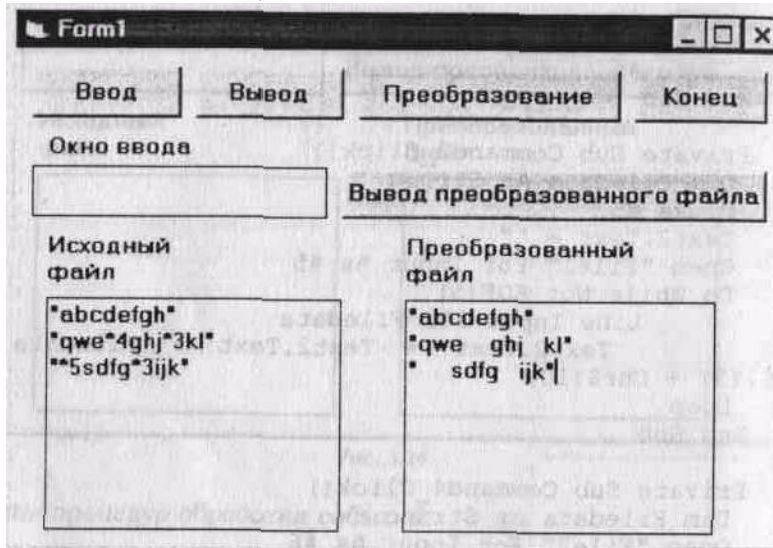 Form1
Ввод Вывод Преобразование Конец
Окно ввода
Вывод преобразованного файла
Исходный
файл
"abcdefgh"
"qwe*4ghj*3kl"
"*5sdfg*3ijk"
Преобразованный
файл
"abcdefgh"
"qwe ghj kl"
" sdfg ijk"